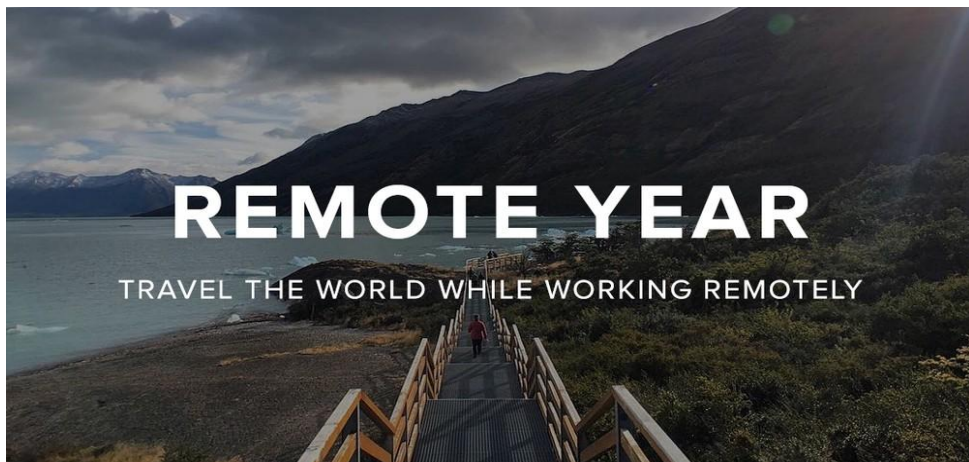 REMOTE YEAR
TRAVEL THE WORLD WHILE WORKING REMOTELY